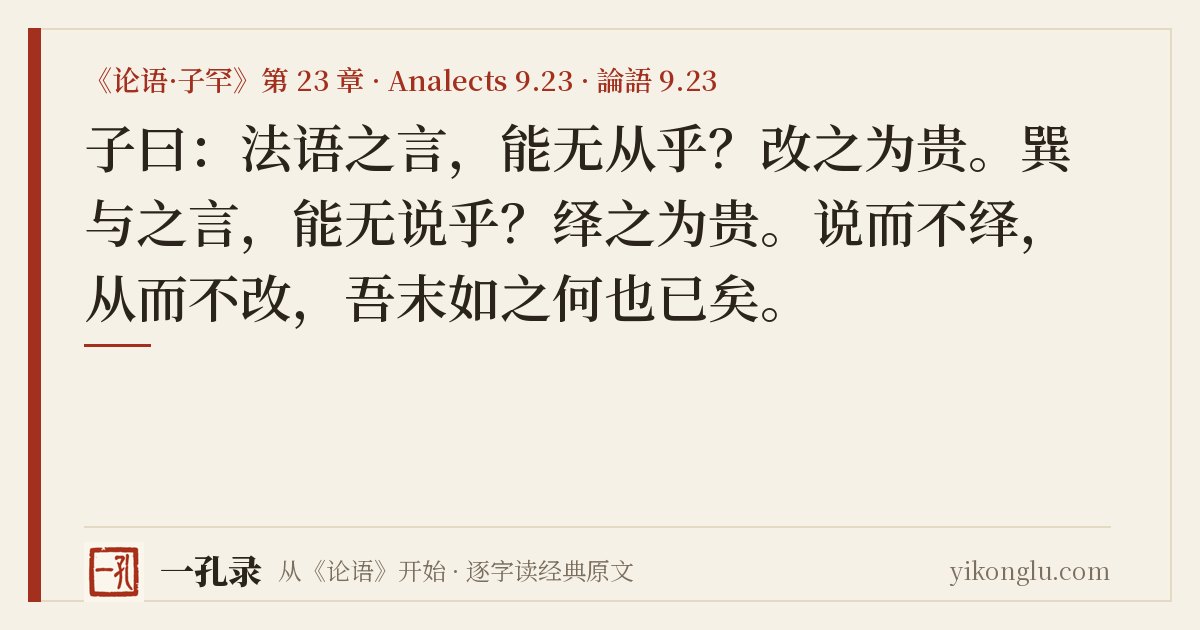 《论语·子罕》第 23 章 · Analects 9.23 · 論語 9.23
子曰：法语之言，能无从乎？改之为贵。巽
与之言，能无说乎？绎之为贵。说而不绎，
从而不改，吾末如之何也已矣。
一孔
一孔录 从《论语》开始 · 逐字读经典原文 yikonglu.com